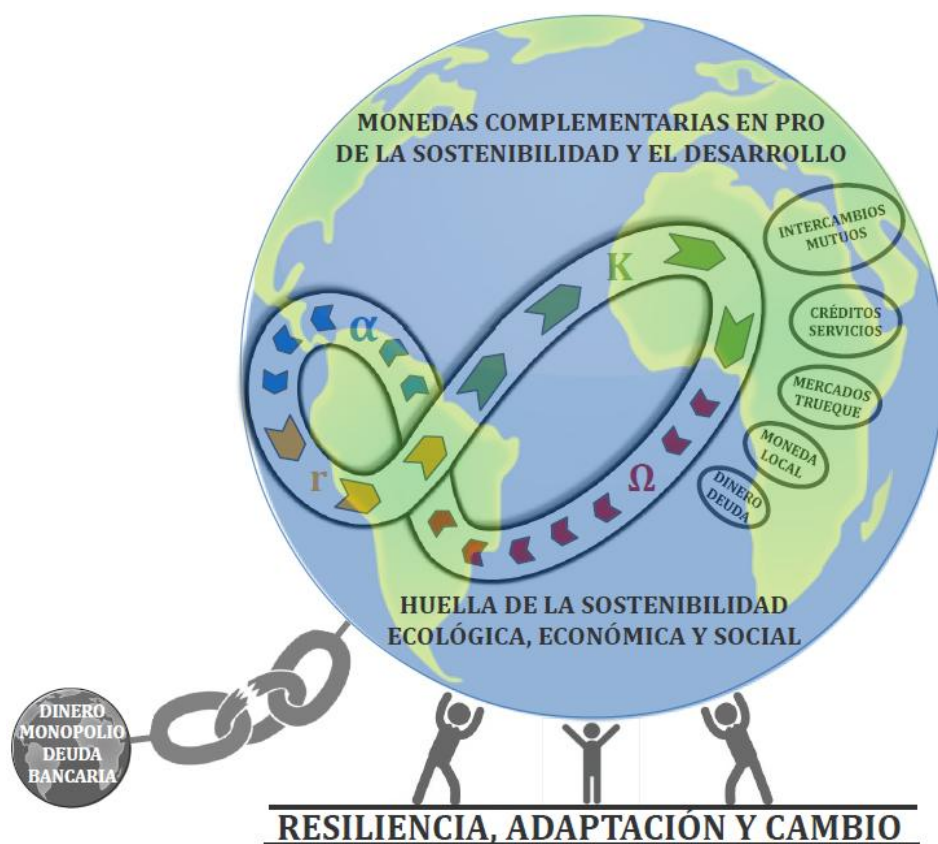 MONEDAS COMPLEMENTARIAS EN PRO
DE LA SOSTENIBILIDAD Y EL DESARROLLO
INTERCAMBIOS
MUTUOS
K
α
CRÉDITOS
SERVICIOS
MERCADOS
TRUEQUE
MONEDA
LOCAL
r
Ω
DINERO
DEUDA
HUELLA DE LA SOSTENIBILIDAD
ECOLÓGICA, ECONÓMICA Y SOCIAL
DINERO
MONOPOLIO
DEUDA
BANCARIA
RESILIENCIA, ADAPTACIÓN Y CAMBIO